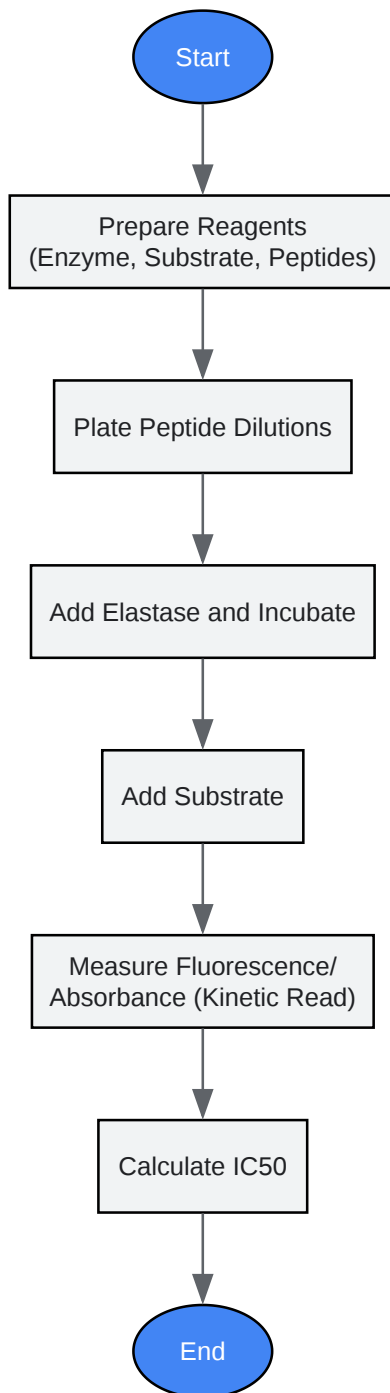 Start
Prepare Reagents
(Enzyme, Substrate, Peptides)
Plate Peptide Dilutions
Add Elastase and Incubate
Add Substrate
Measure Fluorescence/
Absorbance (Kinetic Read)
Calculate IC50
End